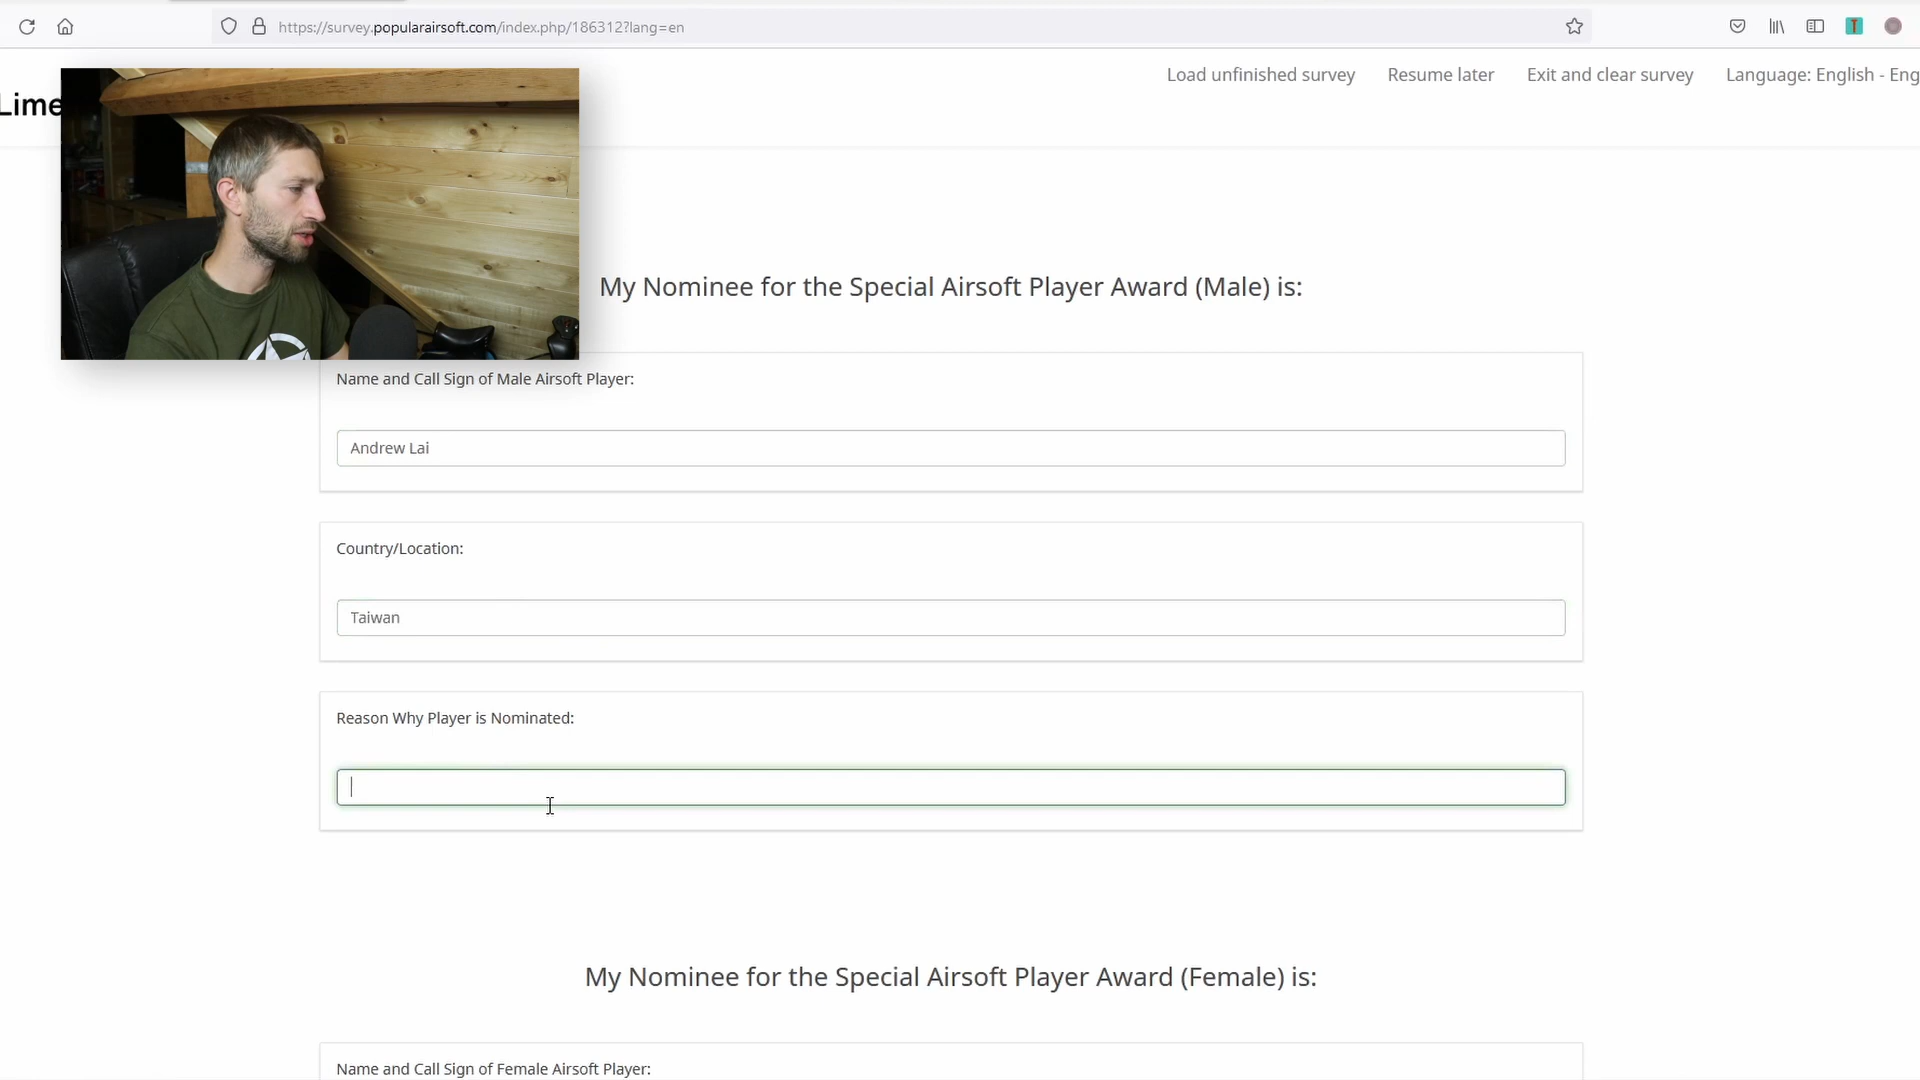 https://survey.popularairsoft.com/index.php/186312?lang=en
Load unfinished survey
Resume later
Exit and clear survey
Language: English - Eng
Lime
My Nominee for the Special Airsoft Player Award (Male) is:
Name and Call Sign of Male Airsoft Player:
Andrew Lai
Country/Location:
Taiwan
Reason Why Player is Nominated:
My Nominee for the Special Airsoft Player Award (Female) is:
Name and Call Sign of Female Airsoft Player: